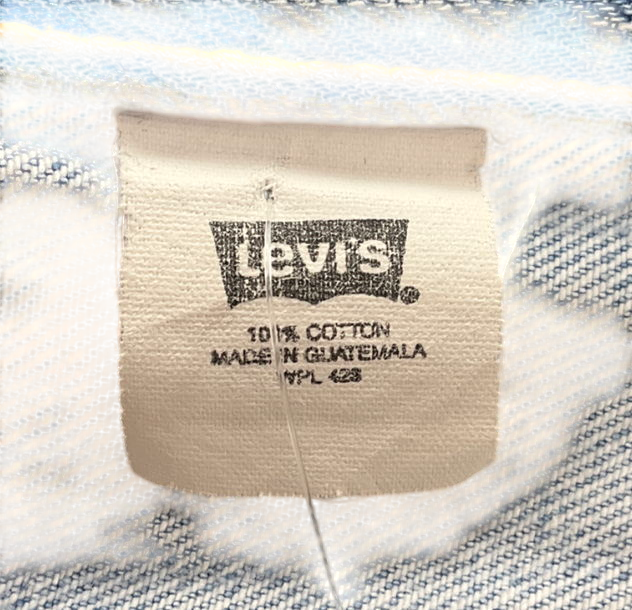 Levi's ®
100% COTTON
MADE IN GUATEMALA
WPL 423